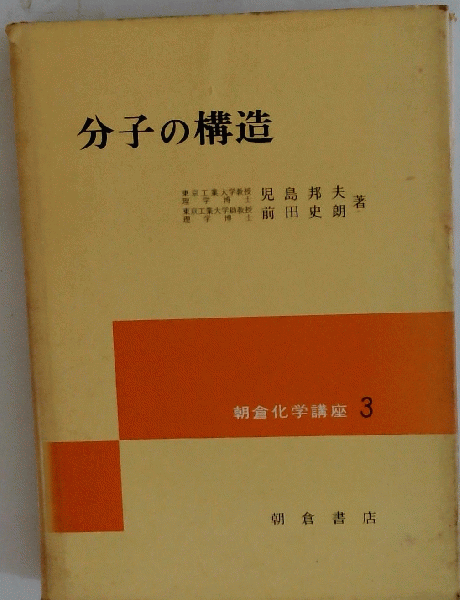 分子の構造
東京工業大学教授
理学博士
児島邦夫
東京工業大学助教授
理学博士
前田史朗
著
朝倉化学講座 3
朝倉書店